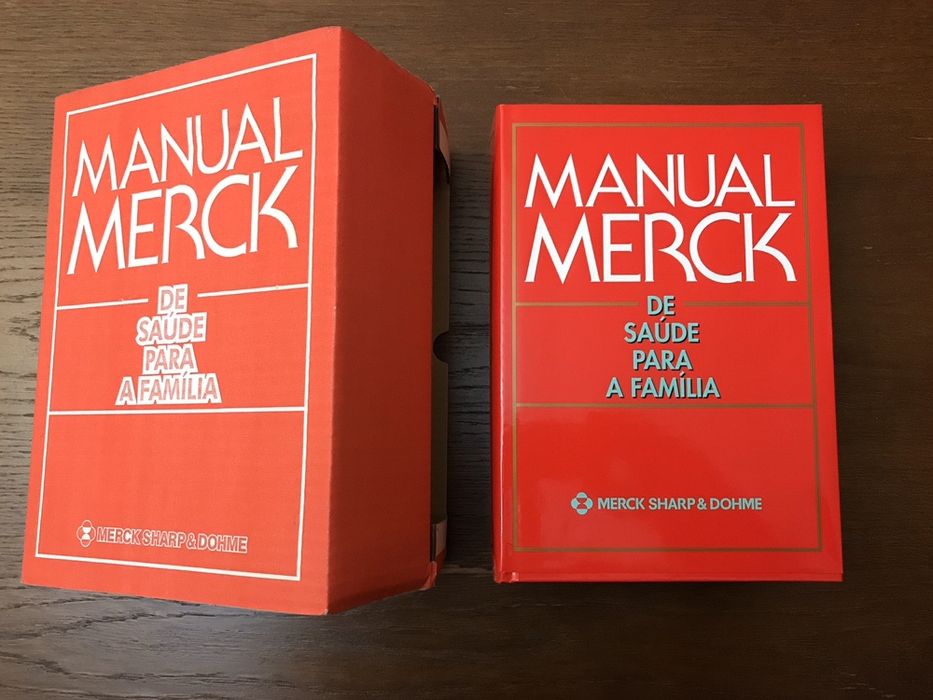 MANUAL
MERCK
DE
SAÚDE
PARA
A FAMÍLIA
MERCK SHARP & DOHME
MANUAL
MERCK
DE
SAÚDE
PARA
A FAMÍLIA
MERCK SHARP & DOHME